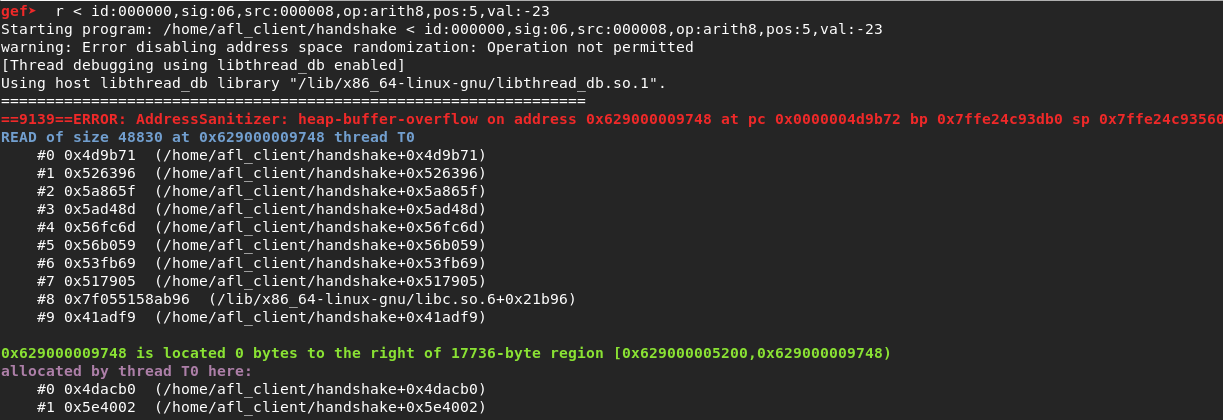 gef➤  r < id:000000,sig:06,src:000008,op:arith8,pos:5,val:-23
Starting program: /home/afl_client/handshake < id:000000,sig:06,src:000008,op:arith8,pos:5,val:-23
warning: Error disabling address space randomization: Operation not permitted
[Thread debugging using libthread_db enabled]
Using host libthread_db library "/lib/x86_64-linux-gnu/libthread_db.so.1".
=================================================================
==9139==ERROR: AddressSanitizer: heap-buffer-overflow on address 0x629000009748 at pc 0x0000004d9b72 bp 0x7ffe24c93db0 sp 0x7ffe24c93560
READ of size 48830 at 0x629000009748 thread T0
    #0 0x4d9b71  (/home/afl_client/handshake+0x4d9b71)
    #1 0x526396  (/home/afl_client/handshake+0x526396)
    #2 0x5a865f  (/home/afl_client/handshake+0x5a865f)
    #3 0x5ad48d  (/home/afl_client/handshake+0x5ad48d)
    #4 0x56fc6d  (/home/afl_client/handshake+0x56fc6d)
    #5 0x56b059  (/home/afl_client/handshake+0x56b059)
    #6 0x53fb69  (/home/afl_client/handshake+0x53fb69)
    #7 0x517905  (/home/afl_client/handshake+0x517905)
    #8 0x7f055158ab96  (/lib/x86_64-linux-gnu/libc.so.6+0x21b96)
    #9 0x41adf9  (/home/afl_client/handshake+0x41adf9)

0x629000009748 is located 0 bytes to the right of 17736-byte region [0x629000005200,0x629000009748)
allocated by thread T0 here:
    #0 0x4dacb0  (/home/afl_client/handshake+0x4dacb0)
    #1 0x5e4002  (/home/afl_client/handshake+0x5e4002)